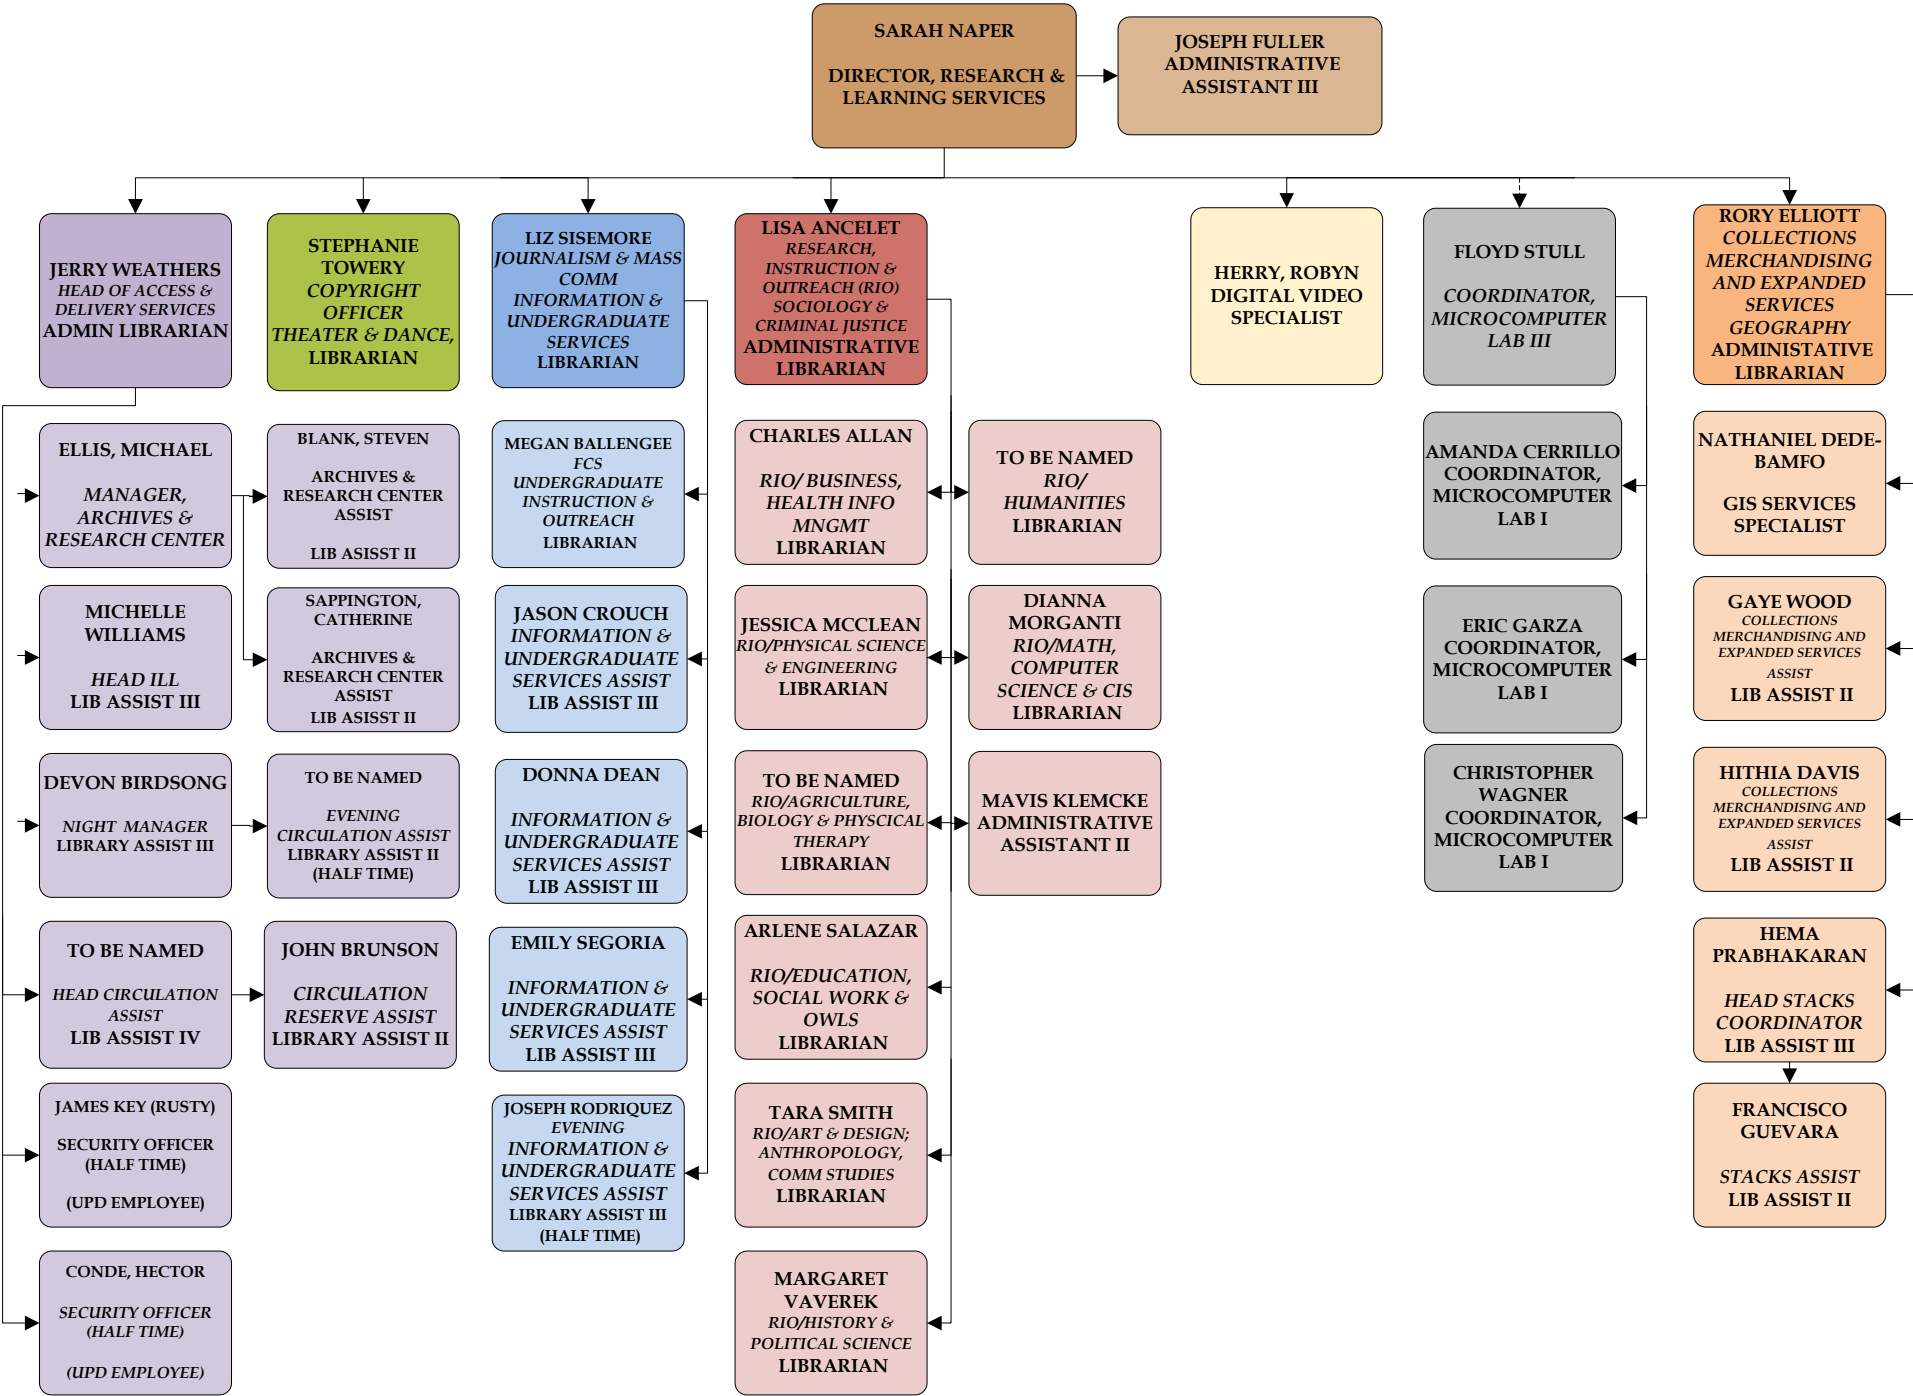 SARAH NAPER
DIRECTOR, RESEARCH &
LEARNING SERVICES
JOSEPH FULLER
ADMINISTRATIVE
ASSISTANT III
JERRY WEATHERS
HEAD OF ACCESS &
DELIVERY SERVICES
ADMIN LIBRARIAN
STEPHANIE
TOWERY
COPYRIGHT
OFFICER
THEATER & DANCE,
LIBRARIAN
LIZ SISEMORE
JOURNALISM & MASS
COMM
INFORMATION &
UNDERGRADUATE
SERVICES
LIBRARIAN
LISA ANCELET
RESEARCH,
INSTRUCTION &
OUTREACH (RIO)
SOCIOLOGY &
CRIMINAL JUSTICE
ADMINISTRATIVE
LIBRARIAN
HERRY, ROBYN
DIGITAL VIDEO
SPECIALIST
FLOYD STULL
COORDINATOR,
MICROCOMPUTER
LAB III
RORY ELLIOTT
COLLECTIONS
MERCHANDISING
AND EXPANDED
SERVICES
GEOGRAPHY
ADMINISTATIVE
LIBRARIAN
ELLIS, MICHAEL
MANAGER,
ARCHIVES &
RESEARCH CENTER
BLANK, STEVEN
ARCHIVES &
RESEARCH CENTER
ASSIST
LIB ASISST II
MEGAN BALLENGEE
FCS
UNDERGRADUATE
INSTRUCTION &
OUTREACH
LIBRARIAN
CHARLES ALLAN
RIO/ BUSINESS,
HEALTH INFO
MNGMT
LIBRARIAN
TO BE NAMED
RIO/
HUMANITIES
LIBRARIAN
AMANDA CERRILLO
COORDINATOR,
MICROCOMPUTER
LAB I
NATHANIEL DEDE-
BAMFO
GIS SERVICES
SPECIALIST
MICHELLE
WILLIAMS
HEAD ILL
LIB ASSIST III
SAPPINGTON,
CATHERINE
ARCHIVES &
RESEARCH CENTER
ASSIST
LIB ASISST II
JASON CROUCH
INFORMATION &
UNDERGRADUATE
SERVICES ASSIST
LIB ASSIST III
JESSICA MCCLEAN
RIO/PHYSICAL SCIENCE
& ENGINEERING
LIBRARIAN
DIANNA
MORGANTI
RIO/MATH,
COMPUTER
SCIENCE & CIS
LIBRARIAN
ERIC GARZA
COORDINATOR,
MICROCOMPUTER
LAB I
GAYE WOOD
COLLECTIONS
MERCHANDISING AND
EXPANDED SERVICES
ASSIST
LIB ASSIST II
DEVON BIRDSONG
NIGHT MANAGER
LIBRARY ASSIST III
TO BE NAMED
EVENING
CIRCULATION ASSIST
LIBRARY ASSIST II
(HALF TIME)
DONNA DEAN
INFORMATION &
UNDERGRADUATE
SERVICES ASSIST
LIB ASSIST III
TO BE NAMED
RIO/AGRICULTURE,
BIOLOGY & PHYSCICAL
THERAPY
LIBRARIAN
MAVIS KLEMCKE
ADMINISTRATIVE
ASSISTANT II
CHRISTOPHER
WAGNER
COORDINATOR,
MICROCOMPUTER
LAB I
HITHIA DAVIS
COLLECTIONS
MERCHANDISING AND
EXPANDED SERVICES
ASSIST
LIB ASSIST II
TO BE NAMED
HEAD CIRCULATION
ASSIST
LIB ASSIST IV
JOHN BRUNSON
CIRCULATION
RESERVE ASSIST
LIBRARY ASSIST II
EMILY SEGORIA
INFORMATION &
UNDERGRADUATE
SERVICES ASSIST
LIB ASSIST III
ARLENE SALAZAR
RIO/EDUCATION,
SOCIAL WORK &
OWLS
LIBRARIAN
HEMA
PRABHAKARAN
HEAD STACKS
COORDINATOR
LIB ASSIST III
JAMES KEY (RUSTY)
SECURITY OFFICER
(HALF TIME)
(UPD EMPLOYEE)
JOSEPH RODRIQUEZ
EVENING
INFORMATION &
UNDERGRADUATE
SERVICES ASSIST
LIBRARY ASSIST III
(HALF TIME)
TARA SMITH
RIO/ART & DESIGN;
ANTHROPOLOGY,
COMM STUDIES
LIBRARIAN
FRANCISCO
GUEVARA
STACKS ASSIST
LIB ASSIST II
CONDE, HECTOR
SECURITY OFFICER
(HALF TIME)
(UPD EMPLOYEE)
MARGARET
VAVEREK
RIO/HISTORY &
POLITICAL SCIENCE
LIBRARIAN